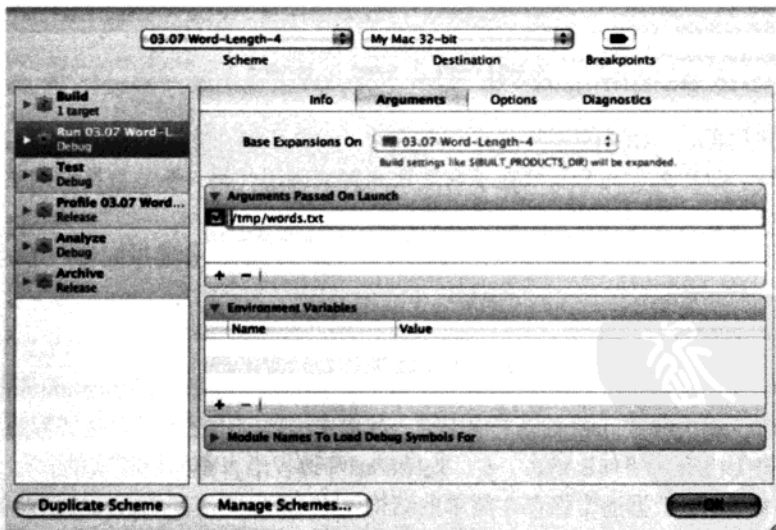 03.07 Word-Length-4
My Mac 32-bit
Scheme
Destination
Breakpoints
Build
1 target
Run 03.07 Word-L...
Debug
Test
Debug
Profile 03.07 Word...
Release
Analyze
Debug
Archive
Release
Info
Arguments
Options
Diagnostics
Base Expansions On
03.07 Word-Length-4
Build settings like $(BUILT_PRODUCTS_DIR) will be expanded.
Arguments Passed On Launch
/tmp/words.txt
+ -
Environment Variables
Name
Value
+ -
Module Names To Load Debug Symbols For
Duplicate Scheme
Manage Schemes...
OK